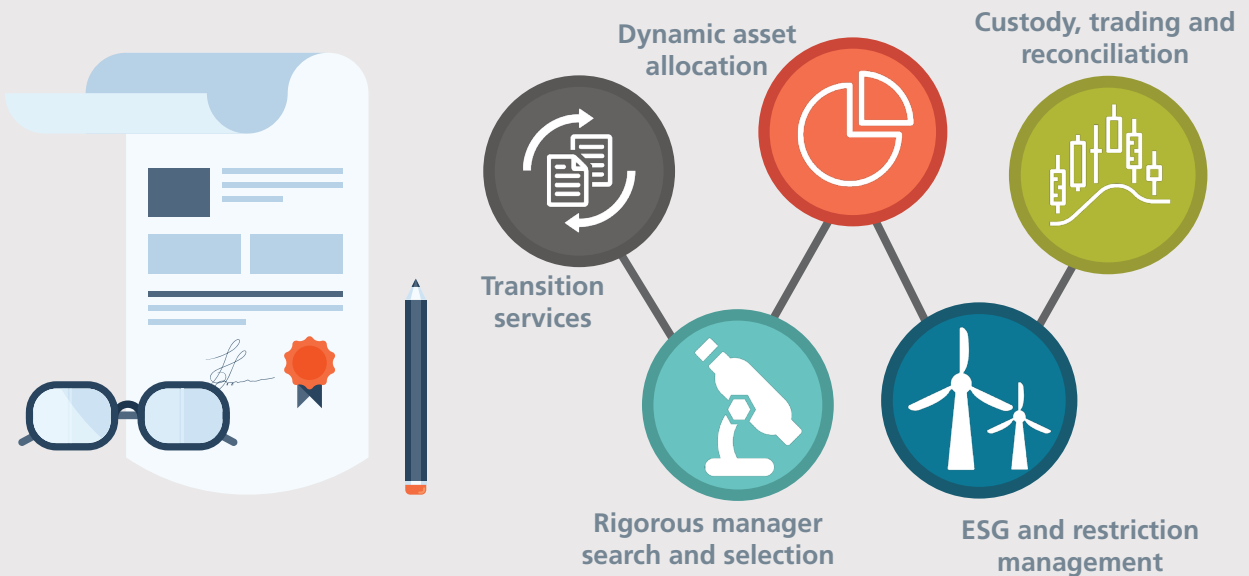 Dynamic asset
allocation
Custody, trading and
reconciliation
Transition
services
Rigorous manager
search and selection
ESG and restriction
management